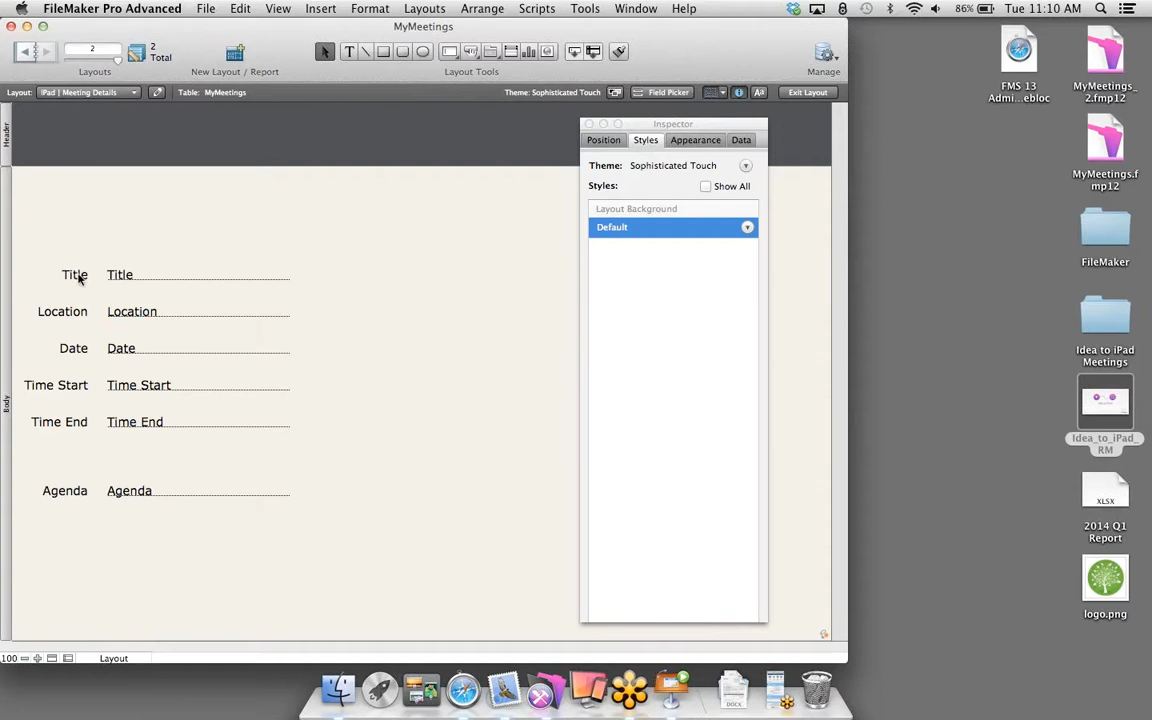 FileMaker Pro Advanced File Edit View Insert Format Layouts Arrange Scripts Tools Window Help 86% Tue 11:10 AM
MyMeetings
2 2 Total
Layouts New Layout / Report Layout Tools Manage
Layout: iPad | Meeting Details Table: MyMeetings Theme: Sophisticated Touch Field Picker Aa Exit Layout
Header
Body
Title Title
Location Location
Date Date
Time Start Time Start
Time End Time End
Agenda Agenda
Inspector
Position Styles Appearance Data
Theme: Sophisticated Touch
Styles: Show All
Layout Background
Default
100 Layout
FMS 13
Admi...ebloc
MyMeetings_
2.fmp12
MyMeetings.f
mp12
FileMaker
Idea to iPad
Meetings
Idea_to_iPad_
RM
XLSX
2014 Q1
Report
logo.png
DOCX